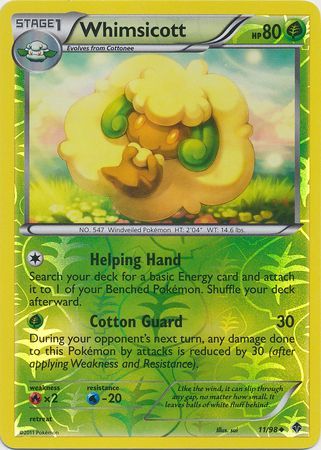 STAGE1
Whimsicott
HP80
Evolves from Cottonee
NO. 547 Windveiled Pokémon HT: 2'04" WT: 14.6 lbs.
Helping Hand
Search your deck for a basic Energy card and attach
it to 1 of your Benched Pokémon. Shuffle your deck
afterward.
Cotton Guard 30
During your opponent's next turn, any damage done
to this Pokémon by attacks is reduced by 30 (after
applying Weakness and Resistance).
weakness
×2
resistance
-20
retreat
Like the wind, it can slip through
any gap, no matter how small. It
leaves balls of white fluff behind.
©2011 Pokémon
Illus. sui
11/98